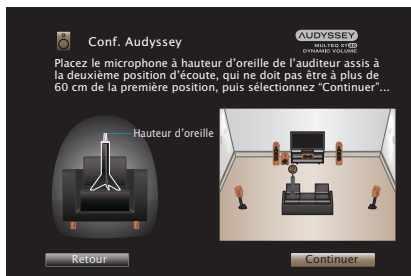 Conf. Audyssey
AUDYSSEY
MULTEQ XT32
DYNAMIC VOLUME
Placez le microphone à hauteur d'oreille de l'auditeur assis à
la deuxième position d'écoute, qui ne doit pas être à plus de
60 cm de la première position, puis sélectionnez "Continuer"...
Hauteur d'oreille
Retour
Continuer